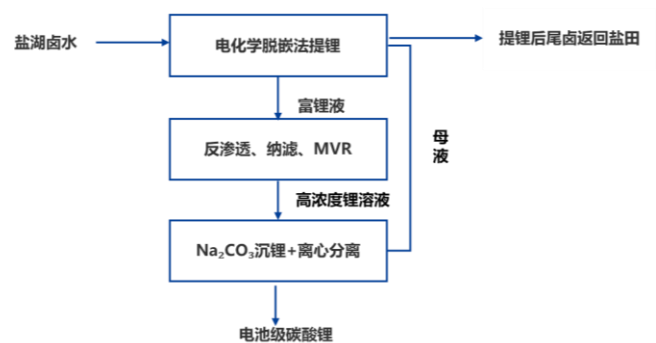 盐湖卤水
电化学脱嵌法提锂
提锂后尾卤返回盐田
富锂液
反渗透、纳滤、MVR
母
液
高浓度锂溶液
Na₂CO₃沉锂+离心分离
电池级碳酸锂